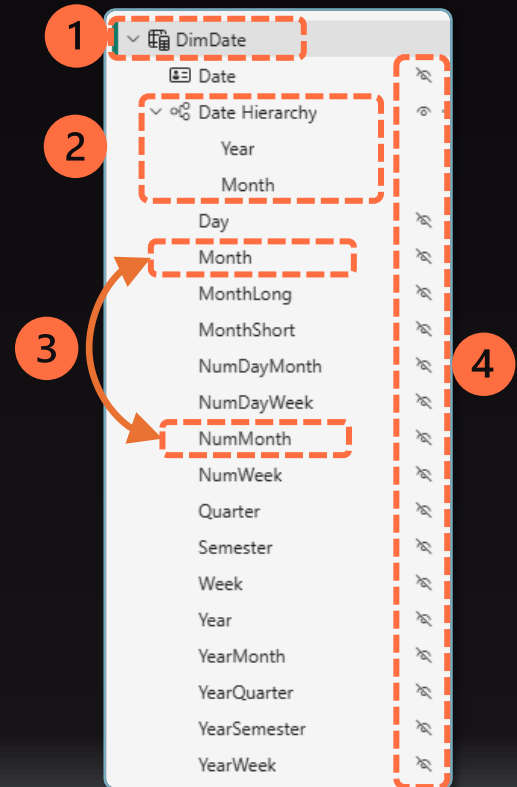 1
DimDate
Date
Date Hierarchy
2
Year
Month
Day
Month
MonthLong
MonthShort
3
4
NumDayMonth
NumDayWeek
NumMonth
NumWeek
Quarter
Semester
Week
Year
YearMonth
YearQuarter
YearSemester
YearWeek